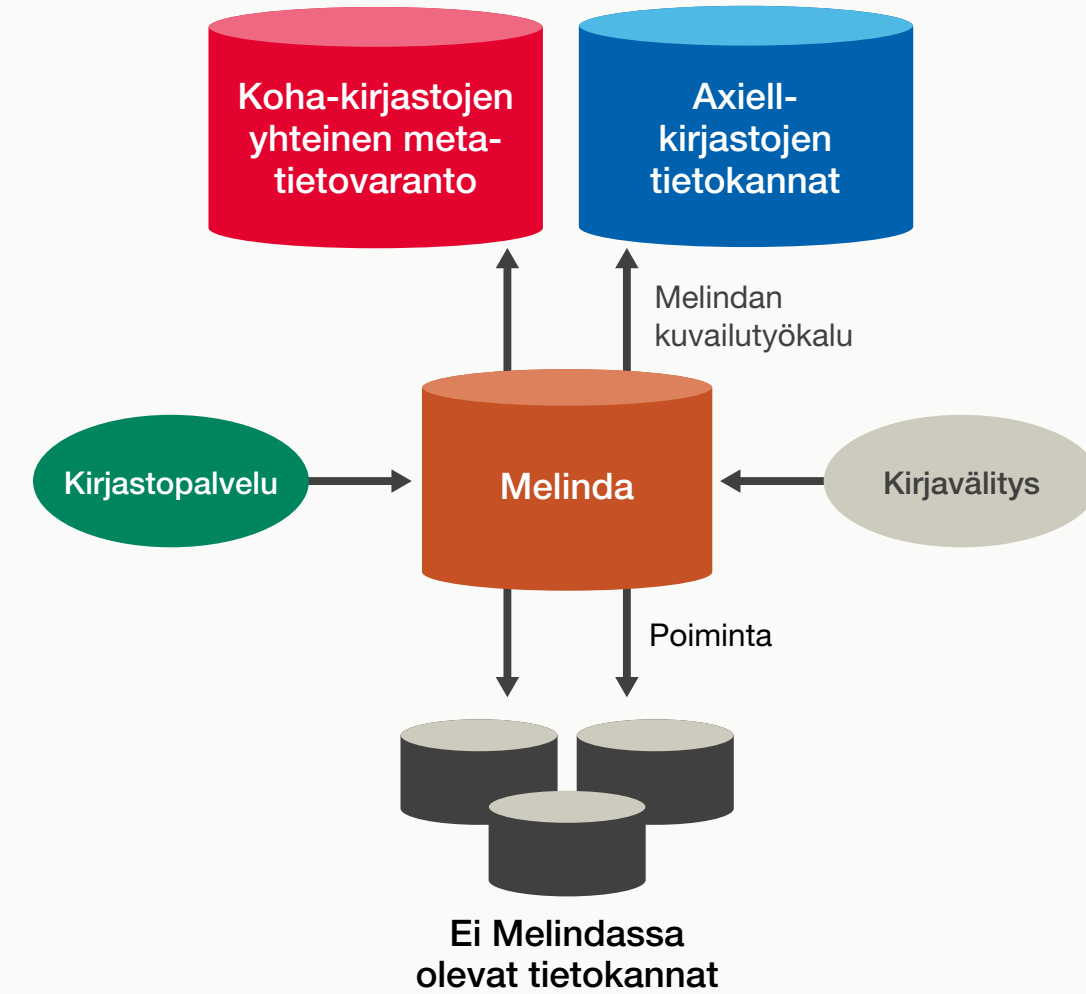 Koha-kirjastojen
yhteinen meta-
tietovaranto
Axiell-
kirjastojen
tietokannat
Melindan
kuvailutyökalu
Kirjastopalvelu
Melinda
Kirjavälitys
Poiminta
Ei Melindassa
olevat tietokannat